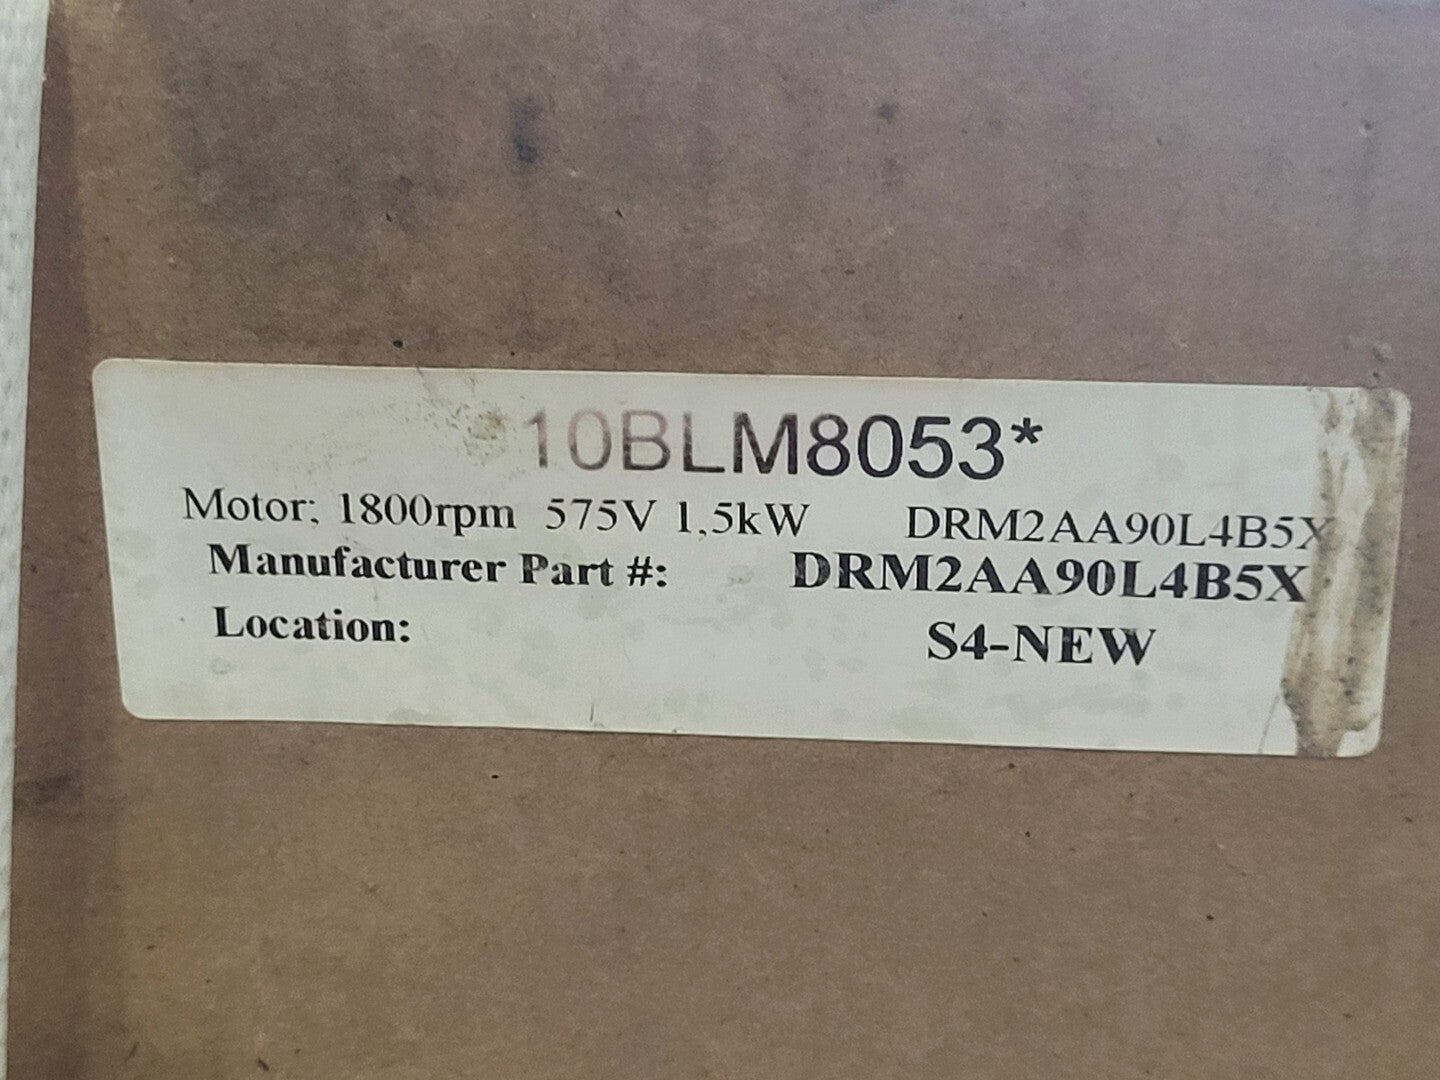 10BLM8053*
Motor; 1800rpm 575V 1.5kW DRM2AA90L4B5X
Manufacturer Part #: DRM2AA90L4B5X
Location: S4-NEW